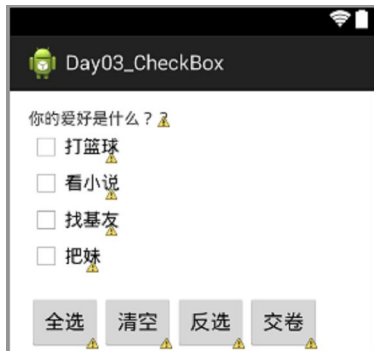 Day03_CheckBox
你的爱好是什么？？
打篮球
看小说
找基友
把妹
全选 清空 反选 交卷